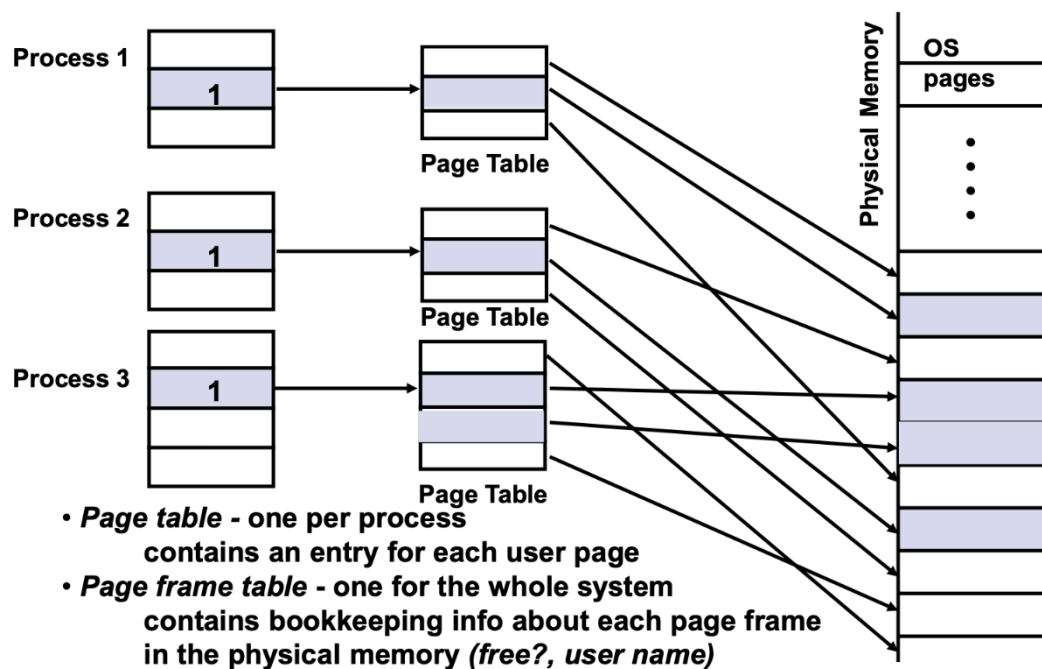 Process 1
1
Page Table
Process 2
1
Page Table
Process 3
1
Page Table
Physical Memory
OS
pages
• Page table - one per process
contains an entry for each user page
• Page frame table - one for the whole system
contains bookkeeping info about each page frame
in the physical memory (free?, user name)